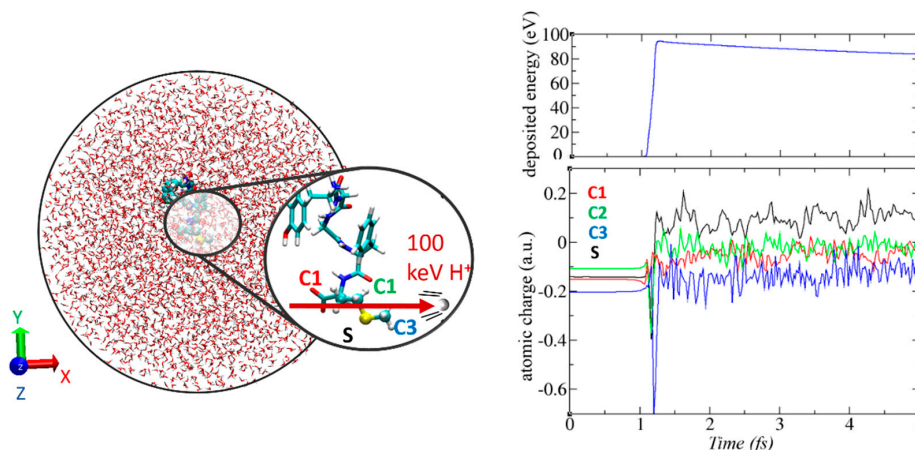 100
keV H+
C1
C1
S
C3
Y
X
Z
z
deposited energy (eV)
100
80
60
40
20
0
C1
C2
C3
S
atomic charge (a.u.)
0.2
0
-0.2
-0.4
-0.6
0
1
2
3
4
5
Time (fs)